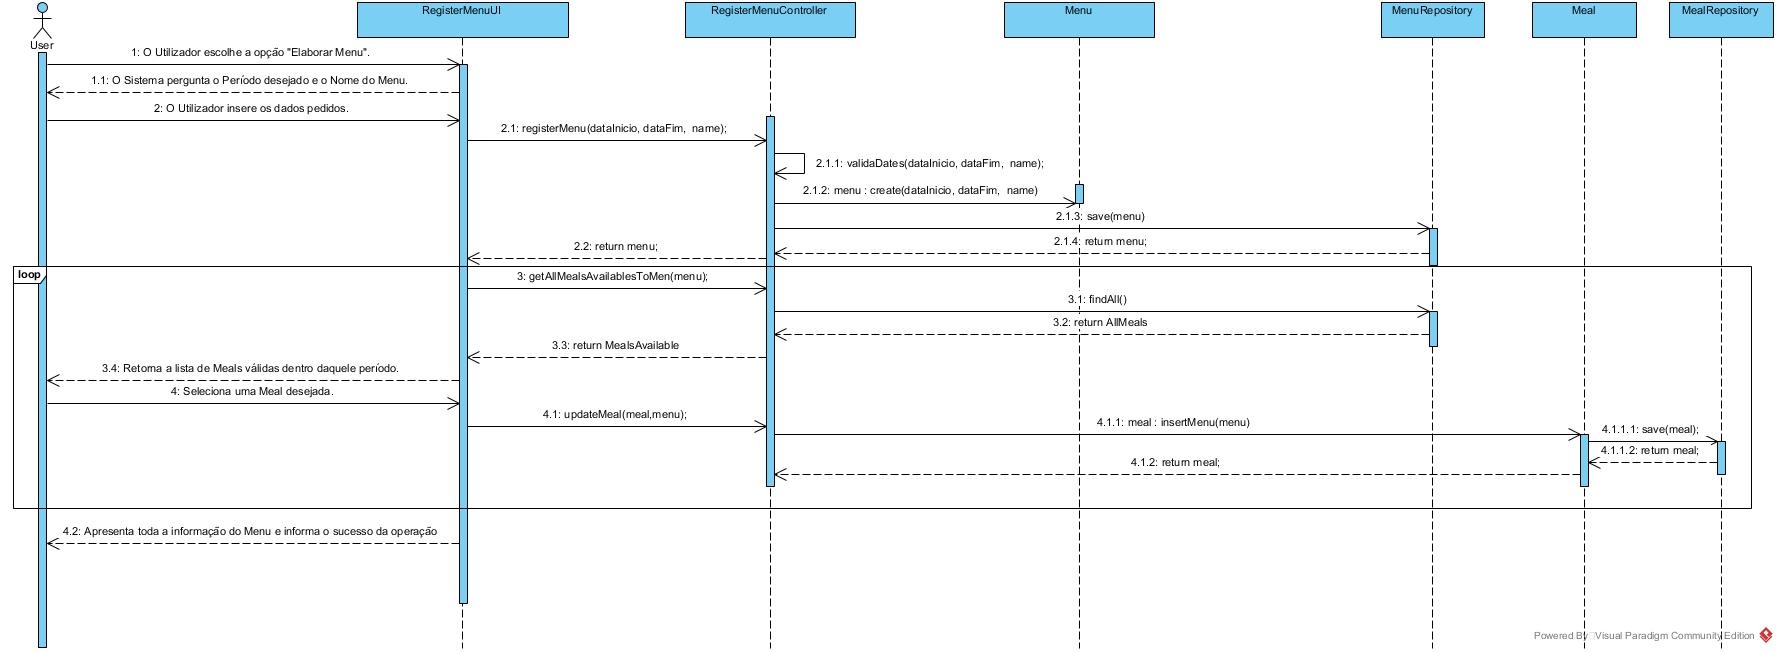 RegisterMenuUI
RegisterMenuController
Menu
MenuRepository
Meal
MealRepository
User
1: O Utilizador escolhe a opção "Elaborar Menu".
1.1: O Sistema pergunta o Período desejado e o Nome do Menu.
2: O Utilizador insere os dados pedidos.
2.1: registerMenu(dataInicio, dataFim, name);
2.1.1: validaDates(dataInicio, dataFim, name);
2.1.2: menu : create(dataInicio, dataFim, name)
2.1.3: save(menu)
2.1.4: return menu;
2.2: return menu;
loop
3: getAllMealsAvailablesToMen(menu);
3.1: findAll()
3.2: return AllMeals
3.3: return MealsAvailable
3.4: Retorna a lista de Meals válidas dentro daquele período.
4: Seleciona uma Meal desejada.
4.1: updateMeal(meal,menu);
4.1.1: meal : insertMenu(menu)
4.1.1.1: save(meal);
4.1.1.2: return meal;
4.1.2: return meal;
4.2: Apresenta toda a informação do Menu e informa o sucesso da operação
Powered By Visual Paradigm Community Edition